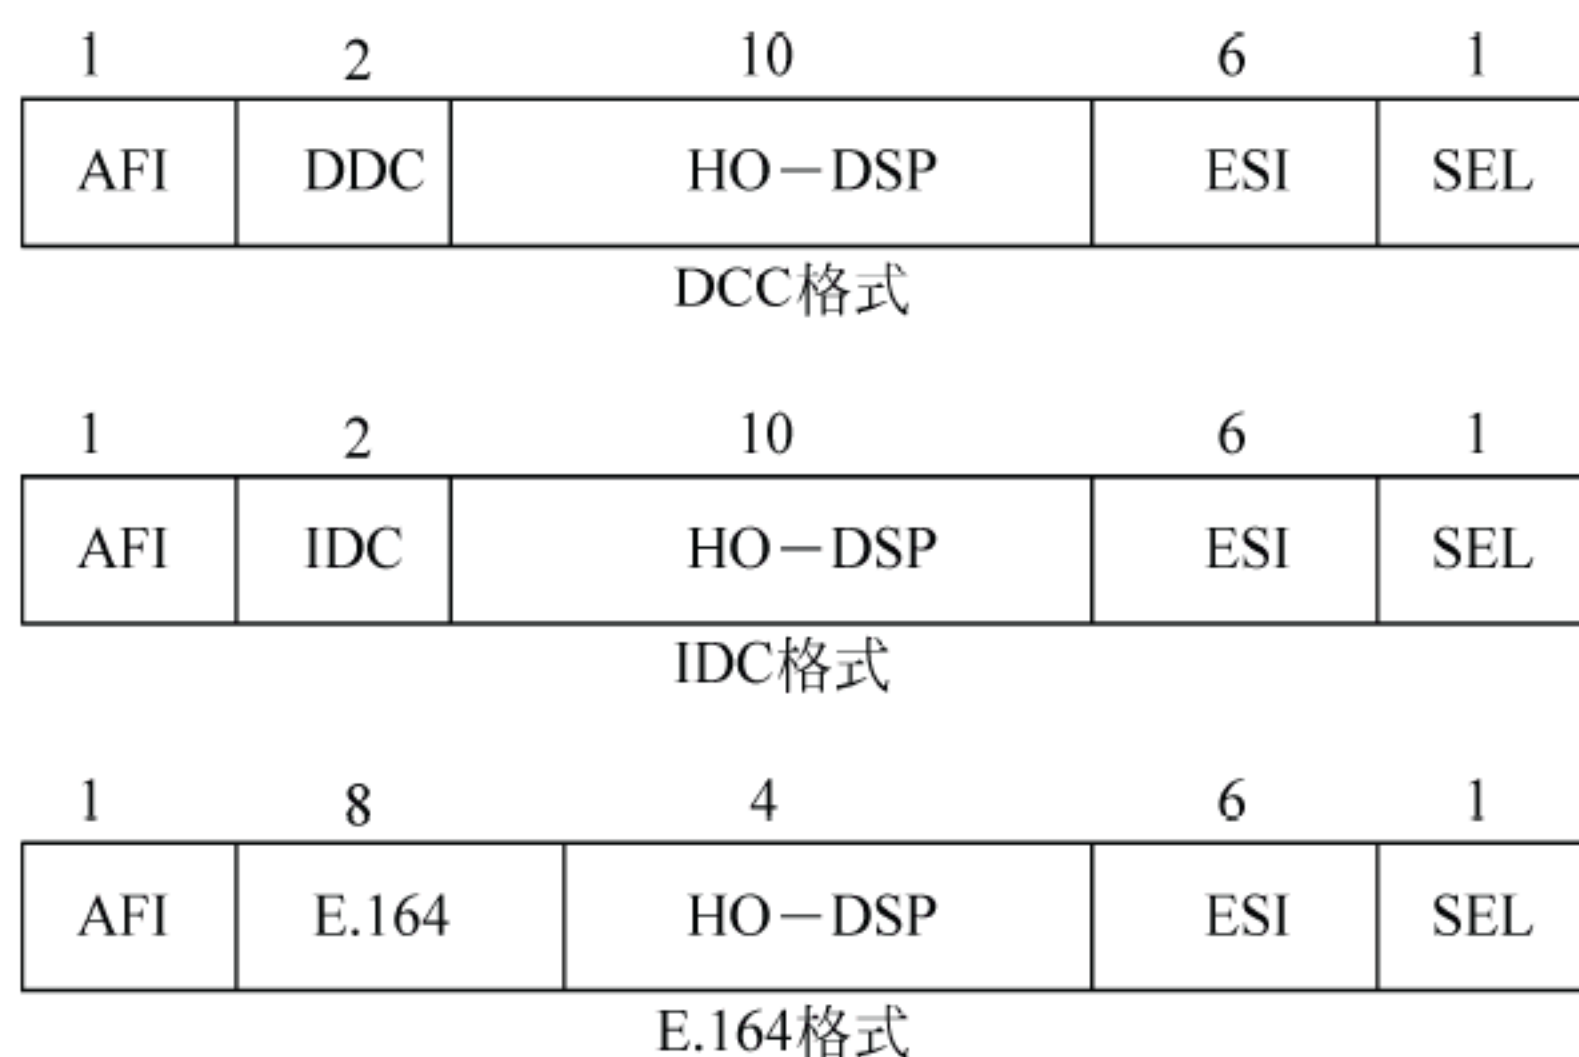 1 2 10 6 1
AFI DDC HO-DSP ESI SEL
DCC格式
1 2 10 6 1
AFI IDC HO-DSP ESI SEL
IDC格式
1 8 4 6 1
AFI E.164 HO-DSP ESI SEL
E.164格式